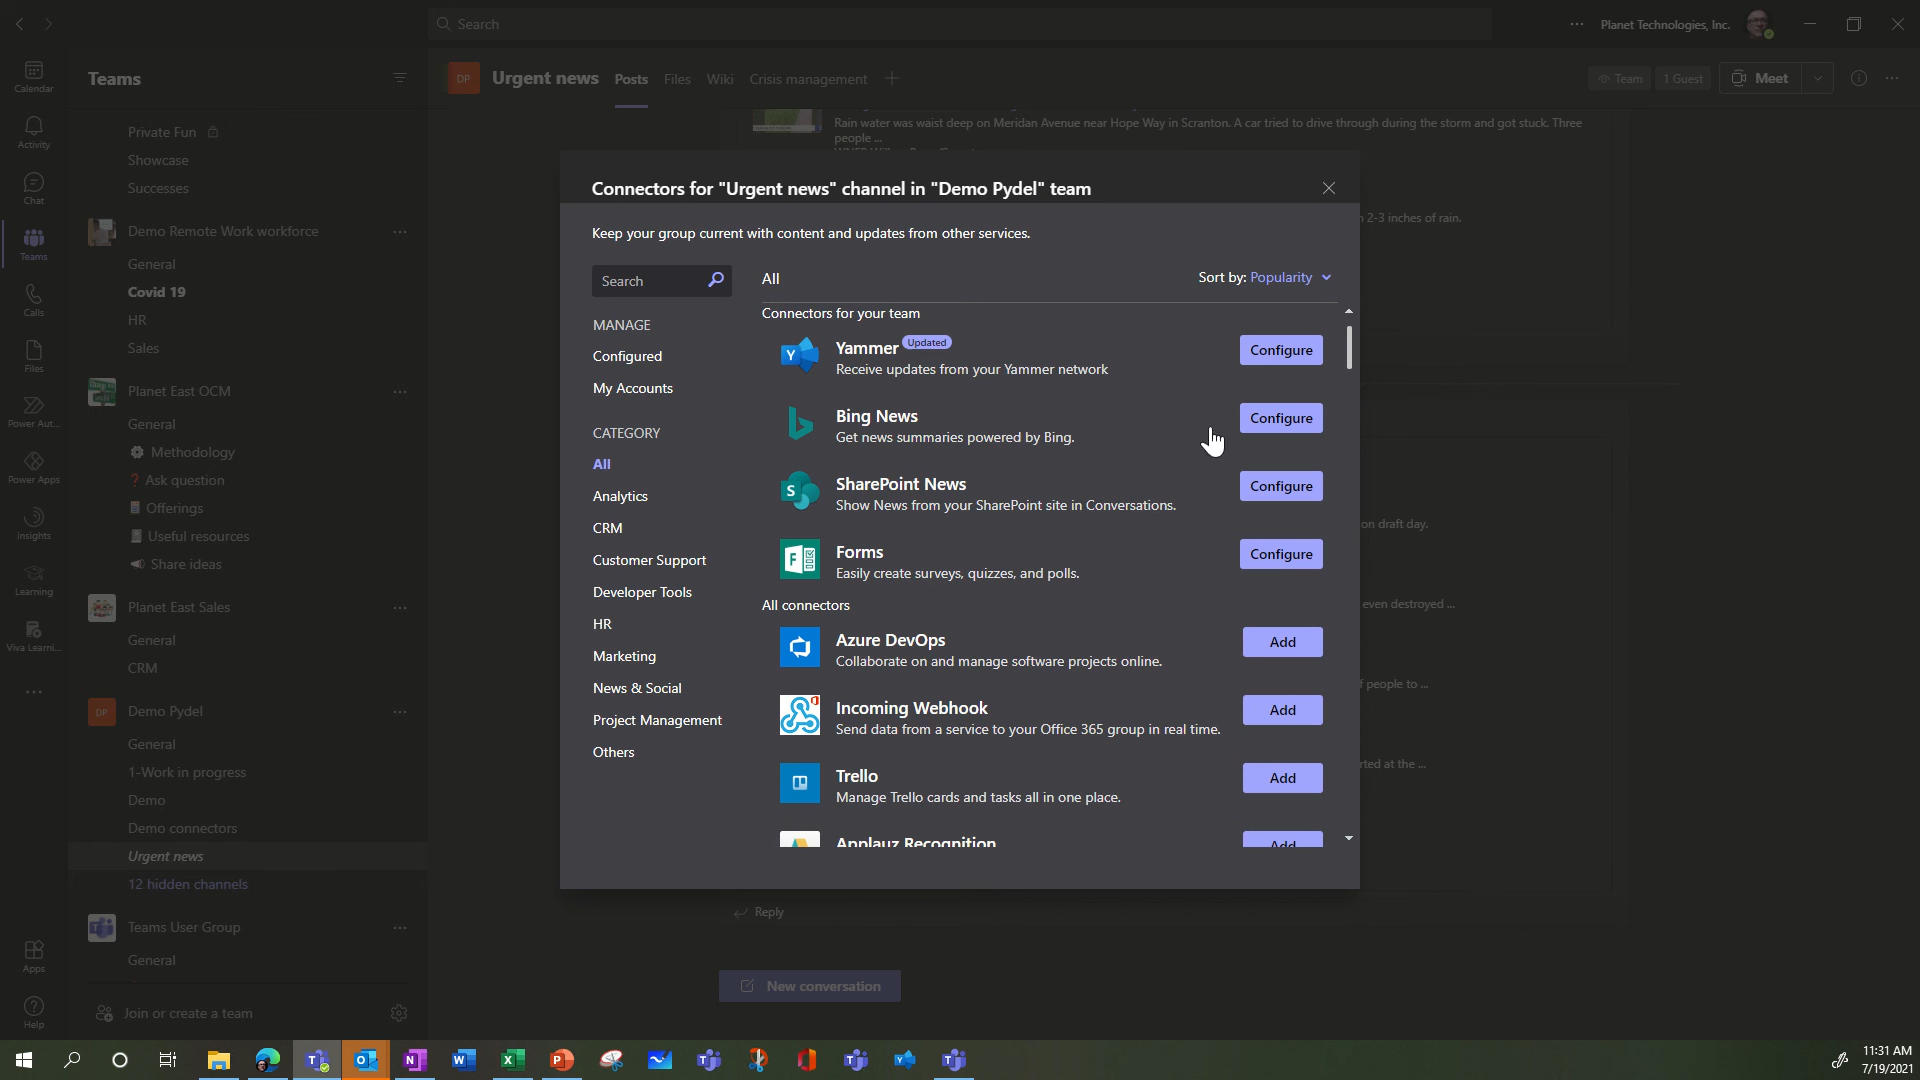 Search
Planet Technologies, Inc.
Calendar
Activity
Chat
Teams
Calls
Files
Power Aut...
Power Apps
Insights
Learning
Viva Learni...
Apps
Help
Teams
Private Fun
Showcase
Successes
Demo Remote Work workforce
General
Covid 19
HR
Sales
Planet East OCM
General
Methodology
Ask question
Offerings
Useful resources
Share ideas
Planet East Sales
General
CRM
DP Demo Pydel
General
1-Work in progress
Demo
Demo connectors
Urgent news
12 hidden channels
Teams User Group
General
Join or create a team
DP Urgent news Posts Files Wiki Crisis management
Team 1 Guest Meet
Rain water was waist deep on Meridan Avenue near Hope Way in Scranton. A car tried to drive through during the storm and got stuck. Three
people ...
2-3 inches of rain.
on draft day.
even destroyed ...
f people to ...
rted at the ...
Connectors for "Urgent news" channel in "Demo Pydel" team
Keep your group current with content and updates from other services.
Search
MANAGE
Configured
My Accounts
CATEGORY
All
Analytics
CRM
Customer Support
Developer Tools
HR
Marketing
News & Social
Project Management
Others
All
Sort by: Popularity
Connectors for your team
Yammer Updated
Receive updates from your Yammer network
Configure
Bing News
Get news summaries powered by Bing.
Configure
SharePoint News
Show News from your SharePoint site in Conversations.
Configure
Forms
Easily create surveys, quizzes, and polls.
Configure
All connectors
Azure DevOps
Collaborate on and manage software projects online.
Add
Incoming Webhook
Send data from a service to your Office 365 group in real time.
Add
Trello
Manage Trello cards and tasks all in one place.
Add
Applauz Recognition
Add
Reply
New conversation
11:31 AM
7/19/2021